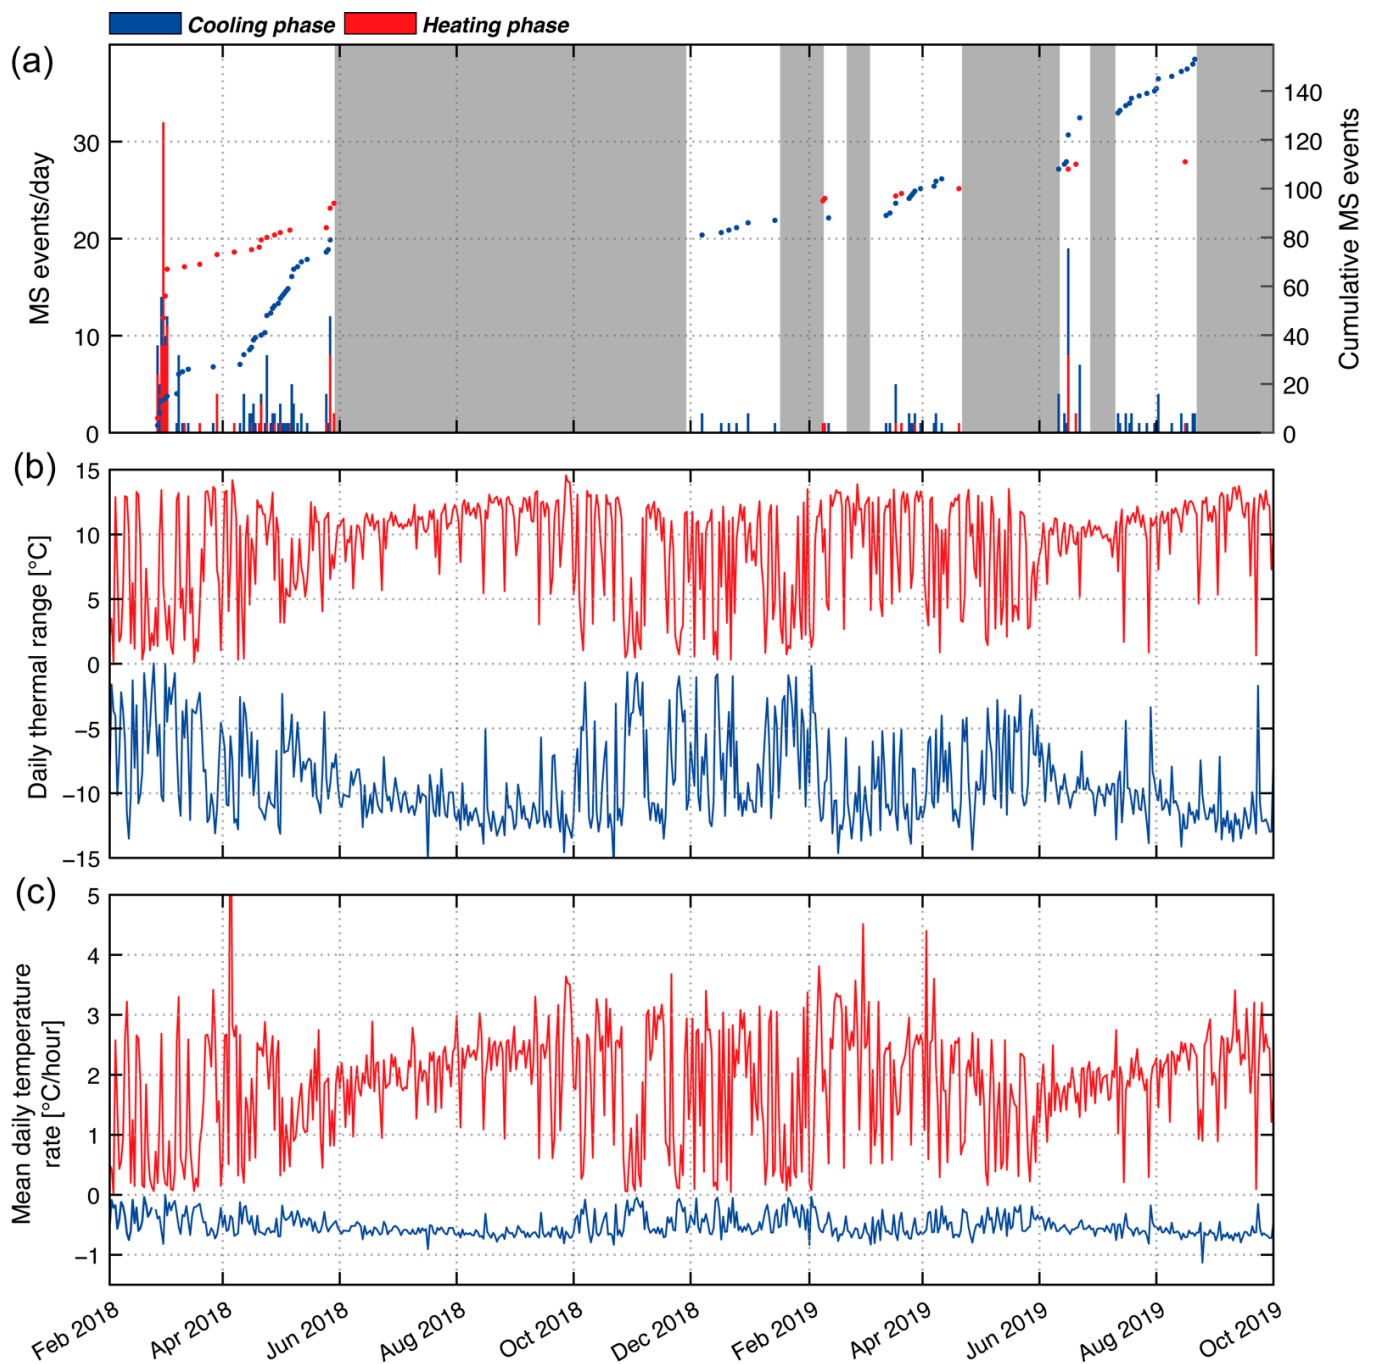 Cooling phase Heating phase
(a)
MS events/day
30
20
10
0
140
120
100
80
60
40
20
0
Cumulative MS events
(b)
Daily thermal range [°C]
15
10
5
0
−5
−10
−15
(c)
Mean daily temperature
rate [°C/hour]
5
4
3
2
1
0
−1
Feb 2018 Apr 2018 Jun 2018 Aug 2018 Oct 2018 Dec 2018 Feb 2019 Apr 2019 Jun 2019 Aug 2019 Oct 2019